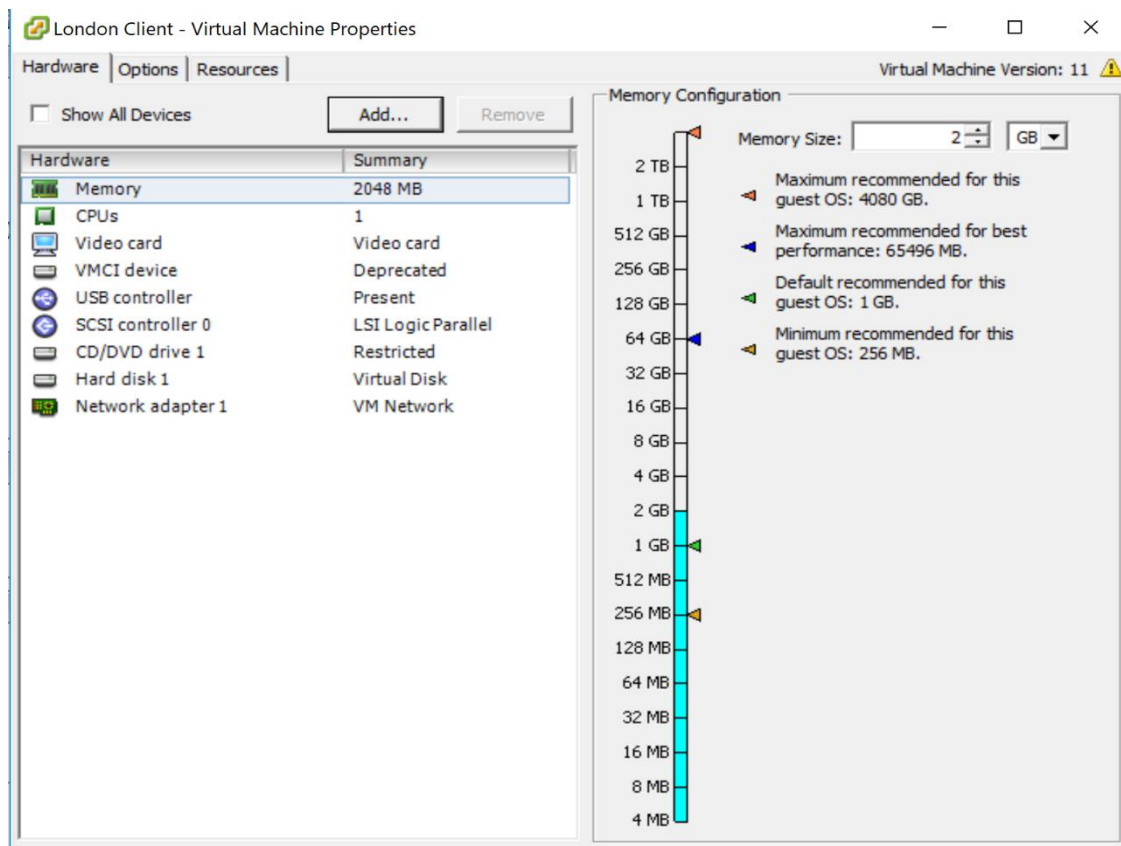 London Client - Virtual Machine Properties
Hardware Options Resources
Virtual Machine Version: 11
Show All Devices
Add...
Remove
Hardware Summary
Memory 2048 MB
CPUs 1
Video card Video card
VMCI device Deprecated
USB controller Present
SCSI controller 0 LSI Logic Parallel
CD/DVD drive 1 Restricted
Hard disk 1 Virtual Disk
Network adapter 1 VM Network
Memory Configuration
Memory Size: 2 GB
2 TB
1 TB
512 GB
256 GB
128 GB
64 GB
32 GB
16 GB
8 GB
4 GB
2 GB
1 GB
512 MB
256 MB
128 MB
64 MB
32 MB
16 MB
8 MB
4 MB
Maximum recommended for this
guest OS: 4080 GB.
Maximum recommended for best
performance: 65496 MB.
Default recommended for this
guest OS: 1 GB.
Minimum recommended for this
guest OS: 256 MB.